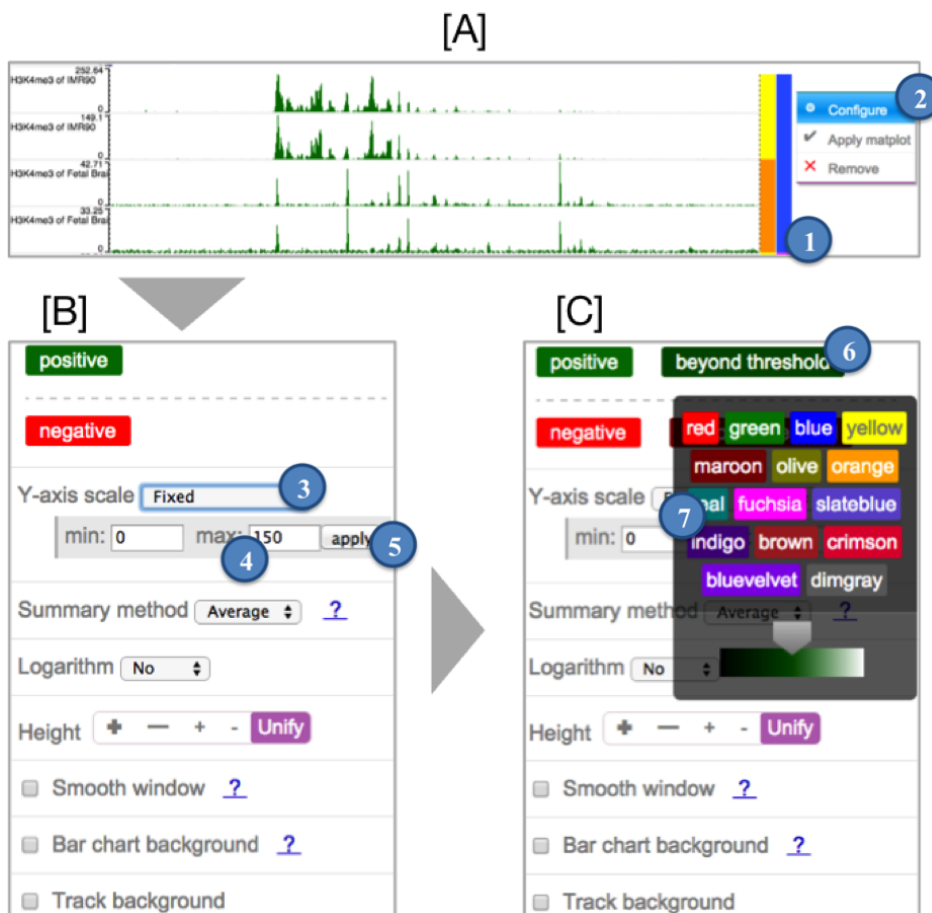 [A]
252.64
H3K4me3 of IMR90
0
2
Configure
149.1
H3K4me3 of IMR90
Apply matplot
0
42.71
H3K4me3 of Fetal Brai
Remove
0
33.25
H3K4me3 of Fetal Brai
0
1
[B]
positive
negative
Y-axis scale Fixed 3
min: 0 max: 150 apply 5
4
Summary method Average ?
Logarithm No
Height + — + - Unify
Smooth window ?
Bar chart background ?
Track background
[C]
positive beyond threshold 6
negative red green blue yellow
maroon olive orange
Y-axis scale fuchsia slateblue
7
min: 0 indigo brown crimson
bluevelvet dimgray
Summary method Average ?
Logarithm No
Height + — + - Unify
Smooth window ?
Bar chart background ?
Track background